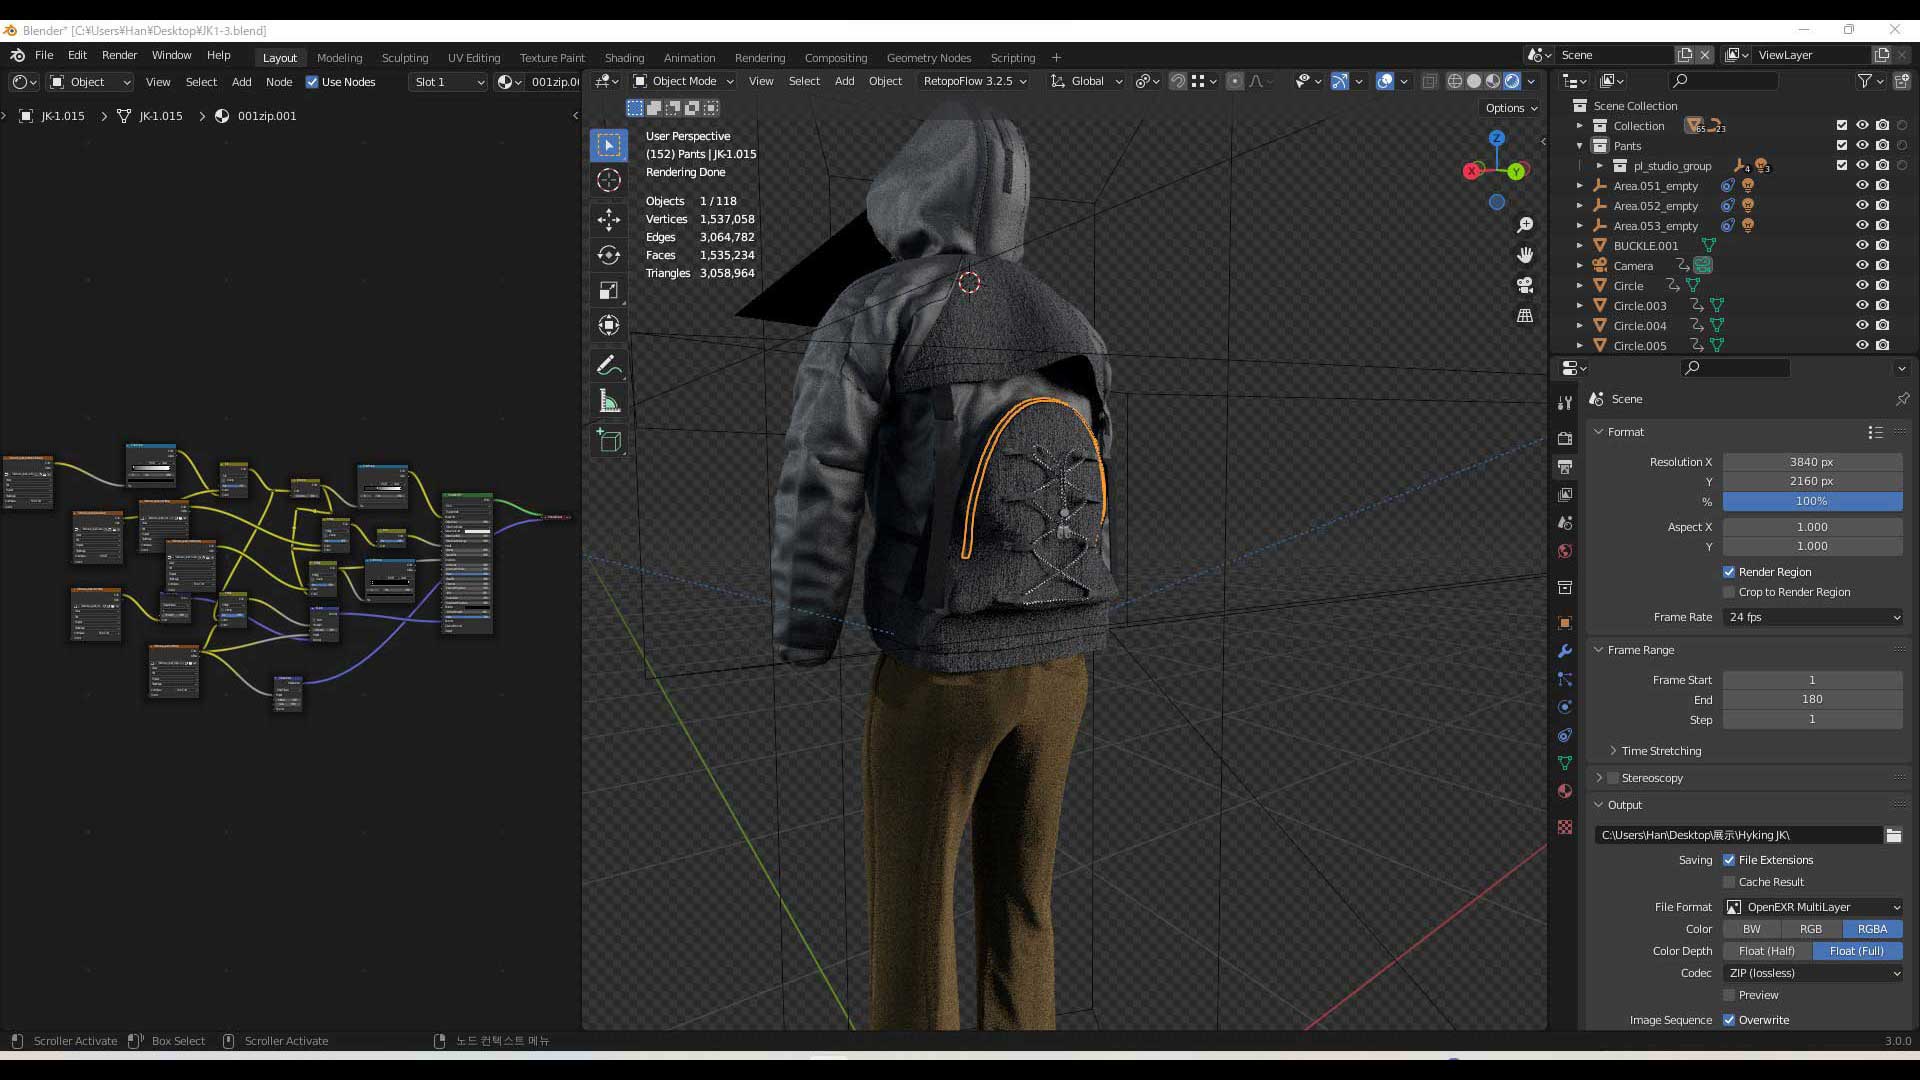 Blender* [C:¥Users¥Han¥Desktop¥JK1-3.blend]
File Edit Render Window Help
Layout Modeling Sculpting UV Editing Texture Paint Shading Animation Rendering Compositing Geometry Nodes Scripting +
Scene
ViewLayer
Object View Select Add Node Use Nodes Slot 1 001zip.0
Object Mode View Select Add Object RetopoFlow 3.2.5 Global
Options
JK-1.015 > JK-1.015 > 001zip.001
User Perspective
(152) Pants | JK-1.015
Rendering Done
Objects 1 / 118
Vertices 1,537,058
Edges 3,064,782
Faces 1,535,234
Triangles 3,058,964
Z
X
Y
Scene Collection
Collection 65 23
Pants
pl_studio_group 4 3
Area.051_empty
Area.052_empty
Area.053_empty
BUCKLE.001
Camera
Circle
Circle.003
Circle.004
Circle.005
Scene
Format
Resolution X 3840 px
Y 2160 px
% 100%
Aspect X 1.000
Y 1.000
Render Region
Crop to Render Region
Frame Rate 24 fps
Frame Range
Frame Start 1
End 180
Step 1
Time Stretching
Stereoscopy
Output
C:\Users\Han\Desktop\展示\Hyking JK\
Saving File Extensions
Cache Result
File Format OpenEXR MultiLayer
Color BW RGB RGBA
Color Depth Float (Half) Float (Full)
Codec ZIP (lossless)
Preview
Image Sequence Overwrite
Scroller Activate Box Select Scroller Activate 노드 컨텍스트 메뉴
3.0.0